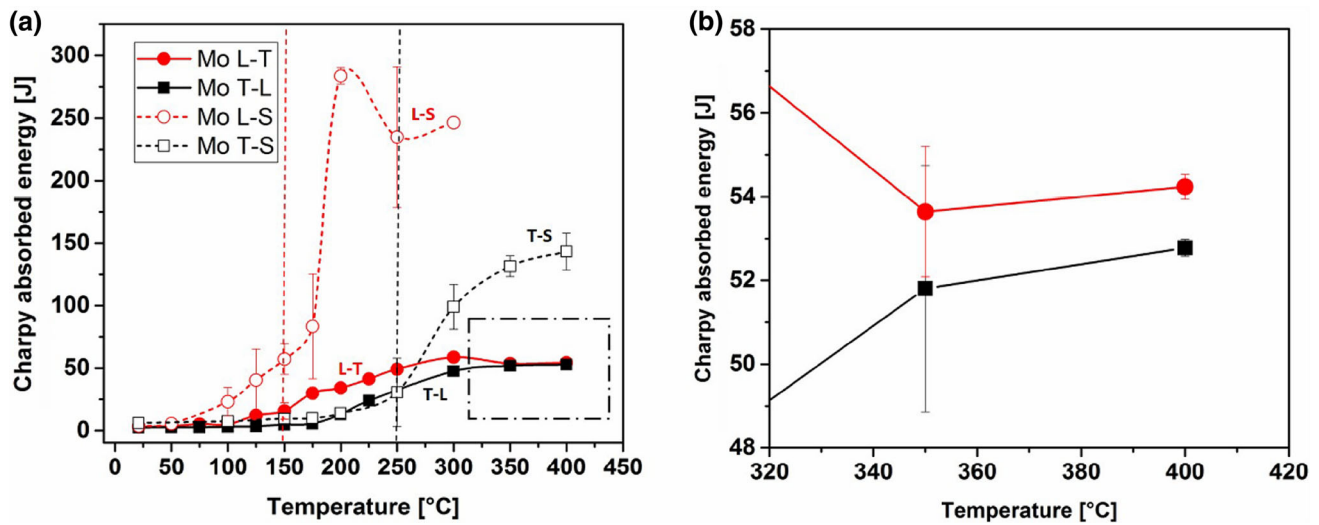 (a)
Charpy absorbed energy [J]
300
250
200
150
100
50
0
Mo L-T
Mo T-L
Mo L-S
Mo T-S
L-S
T-S
L-T
T-L
0 50 100 150 200 250 300 350 400 450
Temperature [°C]
(b)
Charpy absorbed energy [J]
58
56
54
52
50
48
320 340 360 380 400 420
Temperature [°C]